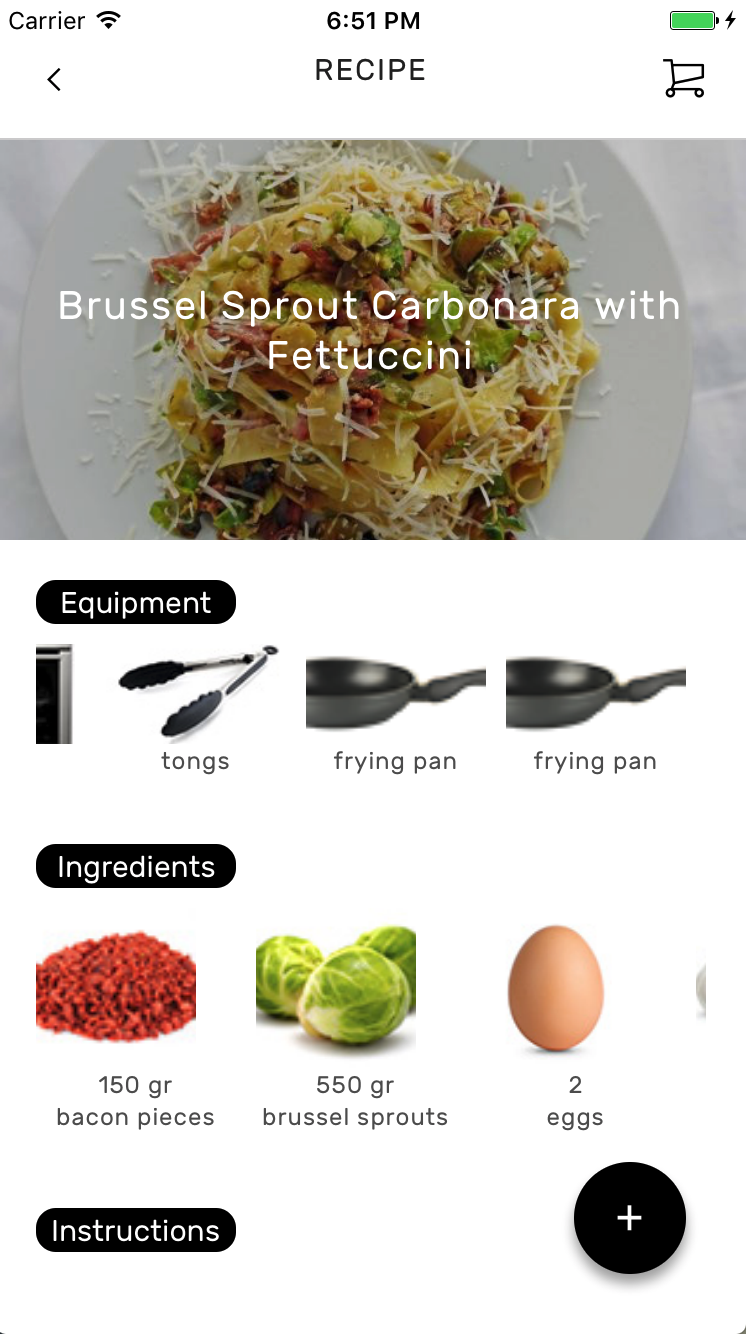 Carrier 6:51 PM
RECIPE
Brussel Sprout Carbonara with
Fettuccini
Equipment
tongs frying pan frying pan
Ingredients
150 gr 550 gr 2
bacon pieces brussel sprouts eggs
Instructions
+